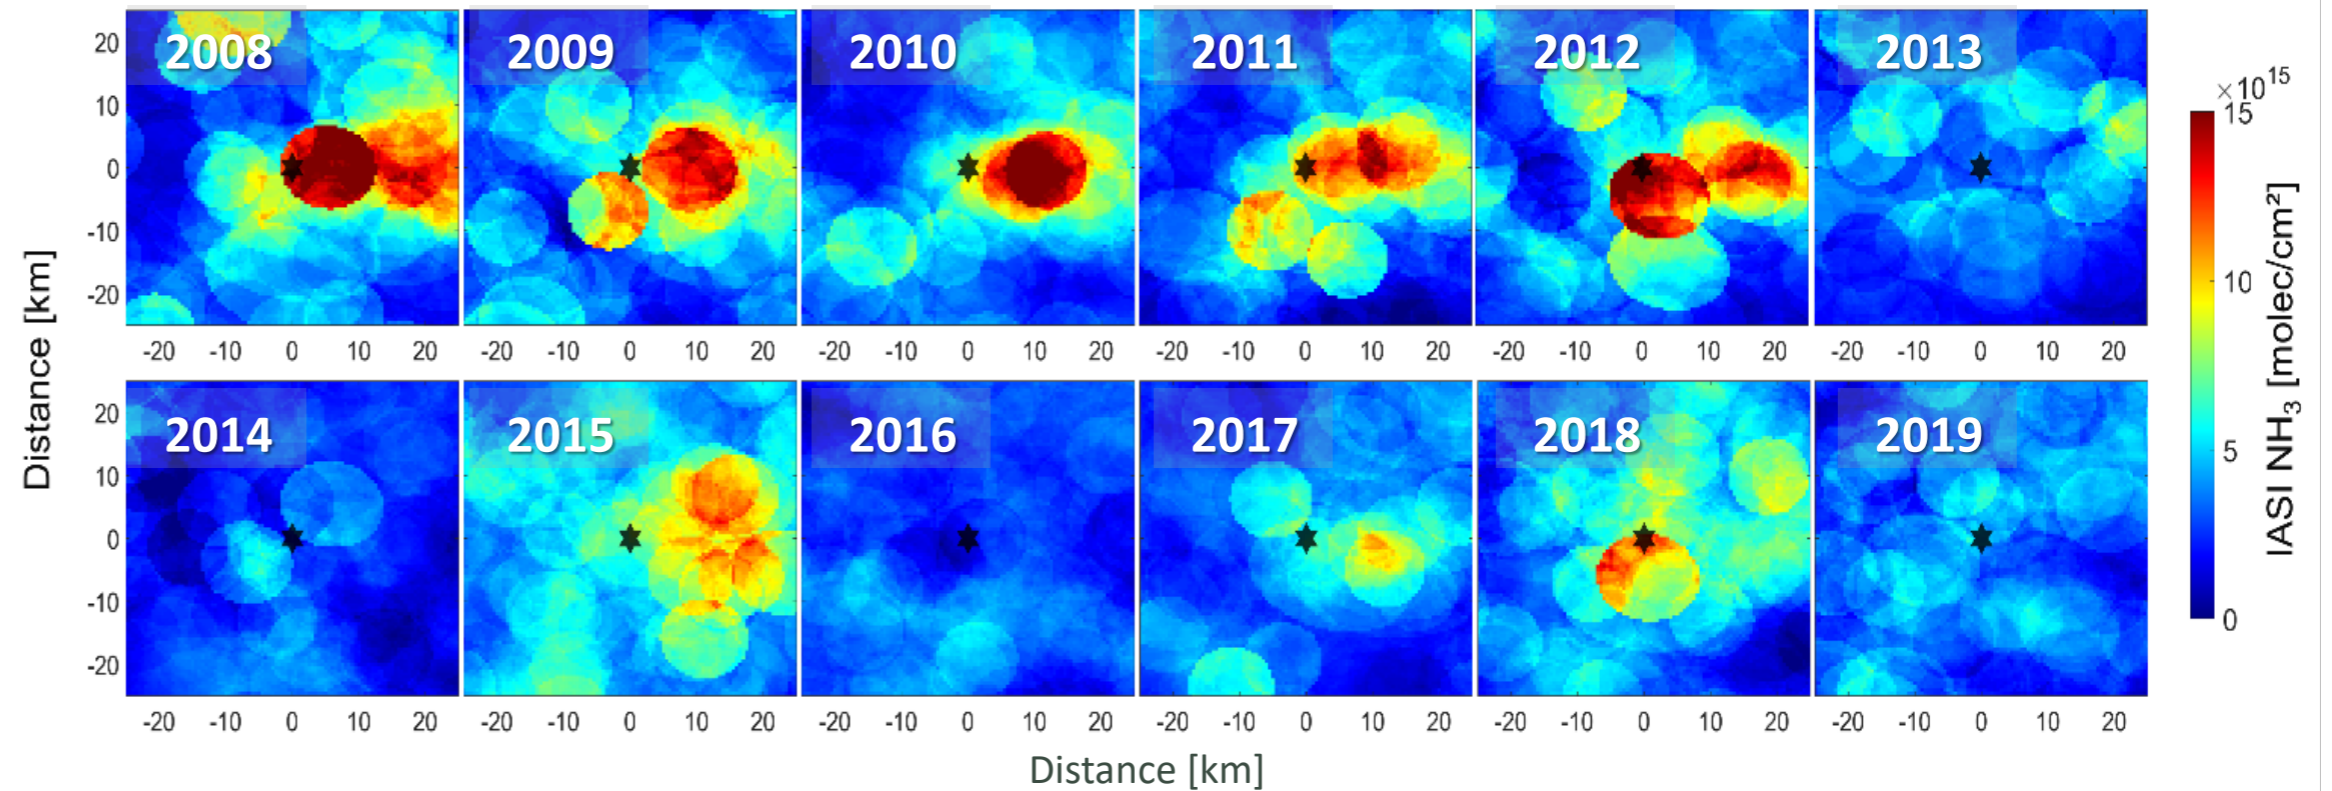 2008 2009 2010 2011 2012 2013
20 10 0 -10 -20
-20 -10 0 10 20 -20 -10 0 10 20 -20 -10 0 10 20 -20 -10 0 10 20 -20 -10 0 10 20 -20 -10 0 10 20
2014 2015 2016 2017 2018 2019
20 10 0 -10 -20
-20 -10 0 10 20 -20 -10 0 10 20 -20 -10 0 10 20 -20 -10 0 10 20 -20 -10 0 10 20 -20 -10 0 10 20
Distance [km]
Distance [km]
×10¹⁵
15
10
5
0
IASI NH₃ [molec/cm²]